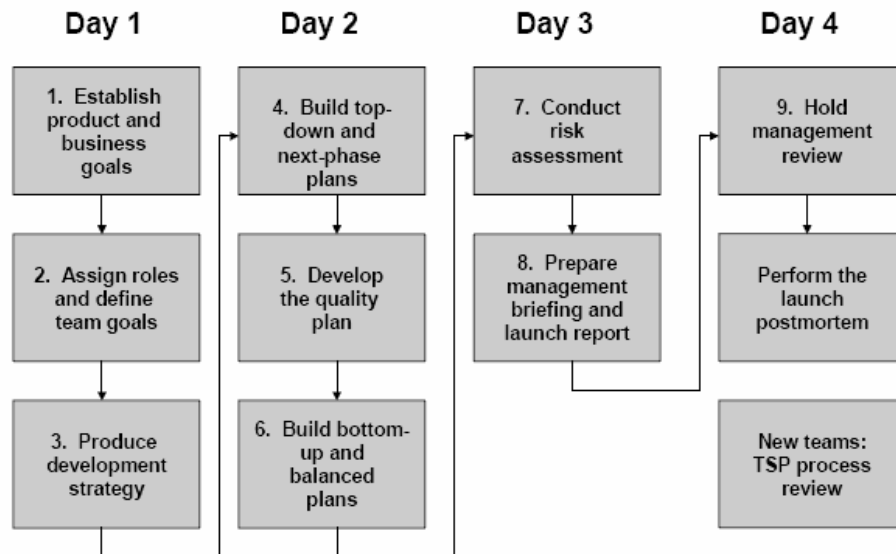 Day 1
1. Establish
product and
business
goals
2. Assign roles
and define
team goals
3. Produce
development
strategy
Day 2
4. Build top-
down and
next-phase
plans
5. Develop
the quality
plan
6. Build bottom-
up and
balanced
plans
Day 3
7. Conduct
risk
assessment
8. Prepare
management
briefing and
launch report
Day 4
9. Hold
management
review
Perform the
launch
postmortem
New teams:
TSP process
review